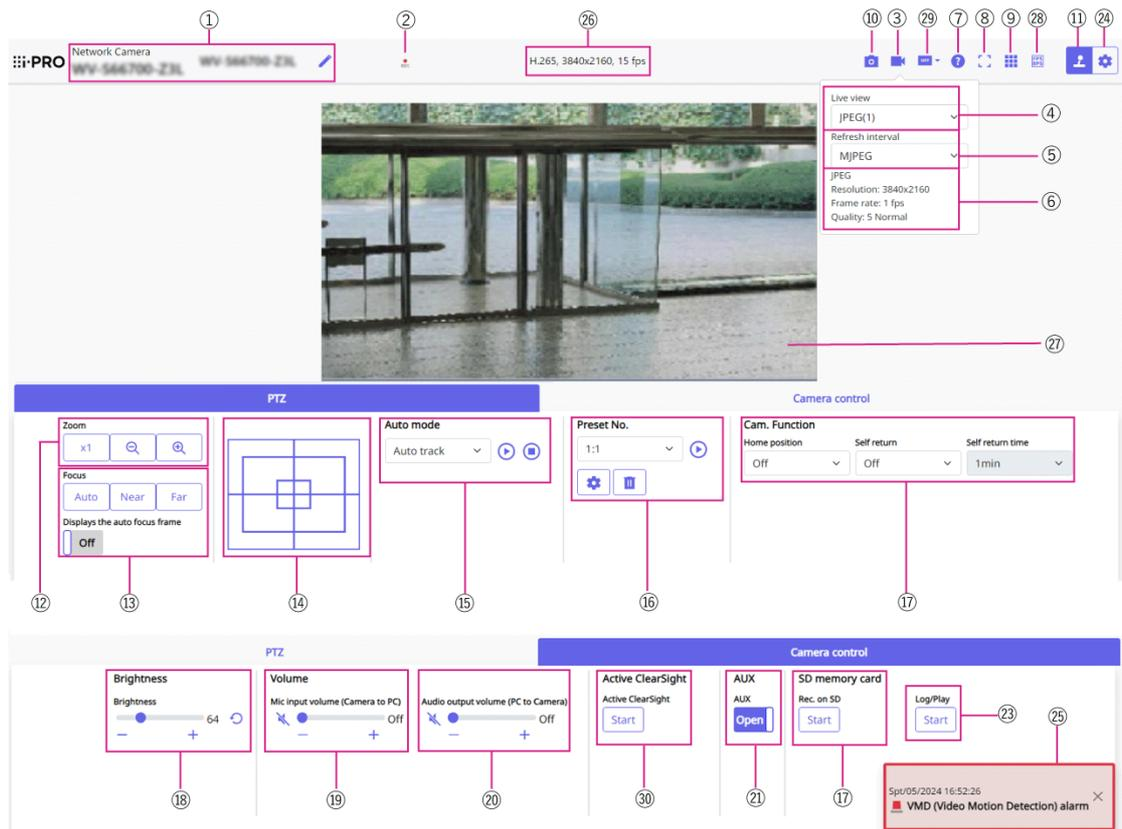 ① ② ㉖ ⑩ ③ ㉙ ⑦ ⑧ ⑨ ㉘ ⑪ ㉔
i-PRO
Network Camera
H.265, 3840x2160, 15 fps
Live view
JPEG(1)
④
Refresh interval
MJPEG
⑤
JPEG
Resolution: 3840x2160
Frame rate: 1 fps
Quality: 5 Normal
⑥
㉗
PTZ
Camera control
Zoom
x1
Focus
Auto Near Far
Displays the auto focus frame
Off
Auto mode
Auto track
Preset No.
1:1
Cam. Function
Home position Self return Self return time
Off Off 1min
⑫ ⑬ ⑭ ⑮ ⑯ ⑰
PTZ
Camera control
Brightness
Brightness
64
Volume
Mic input volume (Camera to PC)
Off
Audio output volume (PC to Camera)
Off
Active ClearSight
Active ClearSight
Start
AUX
AUX
Open
SD memory card
Rec. on SD
Start
Log/Play
Start
㉓
㉕
Spt/05/2024 16:52:26
VMD (Video Motion Detection) alarm
⑱ ⑲ ⑳ ㉚ ㉑ ⑰